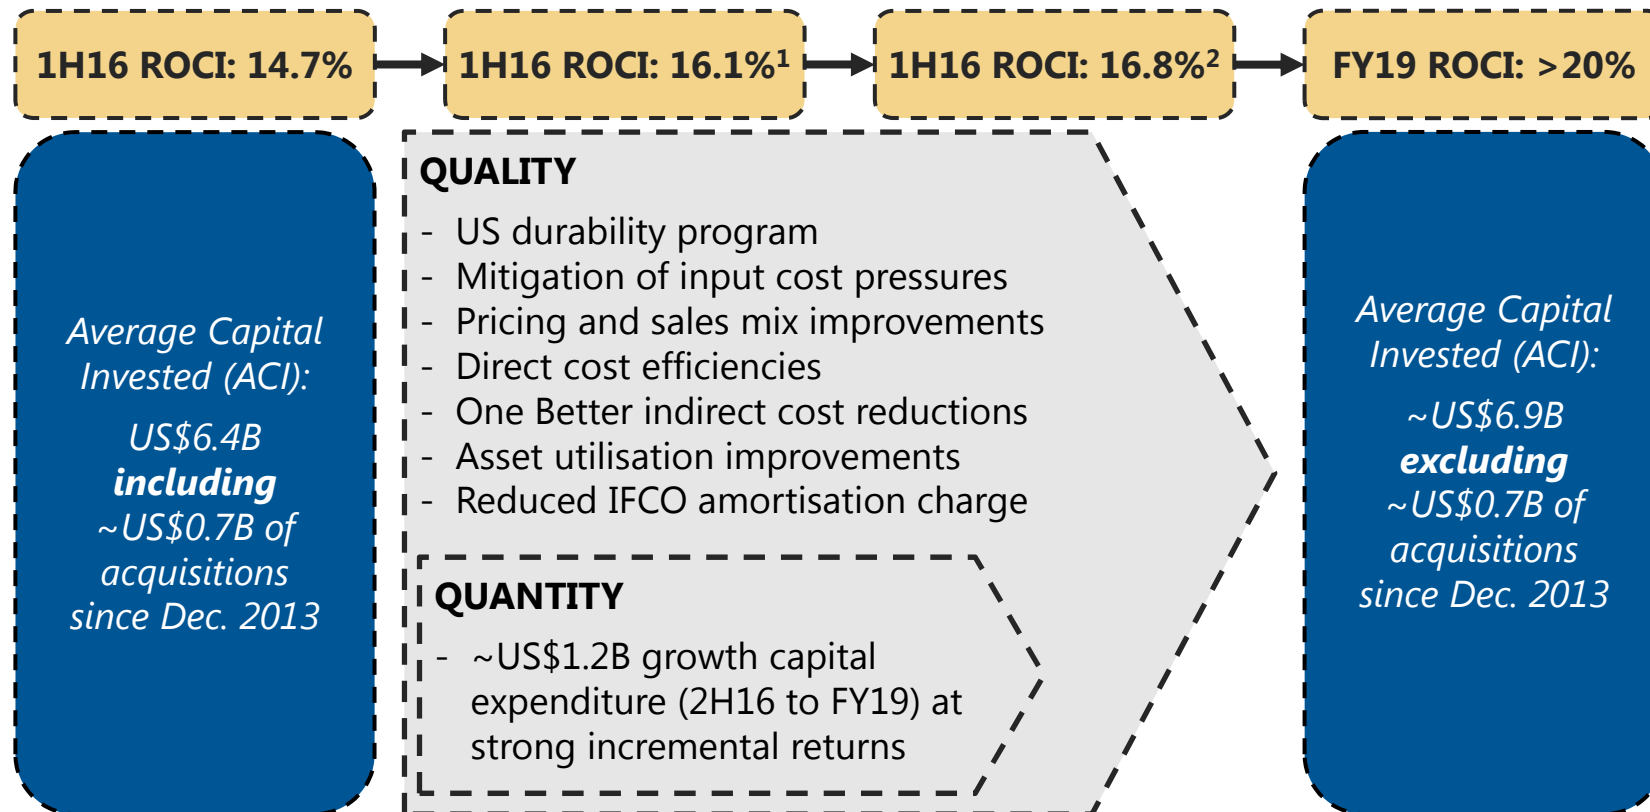 1H16 ROCI: 14.7%
1H16 ROCI: 16.1%¹
1H16 ROCI: 16.8%²
FY19 ROCI: >20%
Average Capital
Invested (ACI):
US$6.4B
including
~US$0.7B of
acquisitions
since Dec. 2013
QUALITY
- US durability program
- Mitigation of input cost pressures
- Pricing and sales mix improvements
- Direct cost efficiencies
- One Better indirect cost reductions
- Asset utilisation improvements
- Reduced IFCO amortisation charge
QUANTITY
- ~US$1.2B growth capital
expenditure (2H16 to FY19) at
strong incremental returns
Average Capital
Invested (ACI):
~US$6.9B
excluding
~US$0.7B of
acquisitions
since Dec. 2013